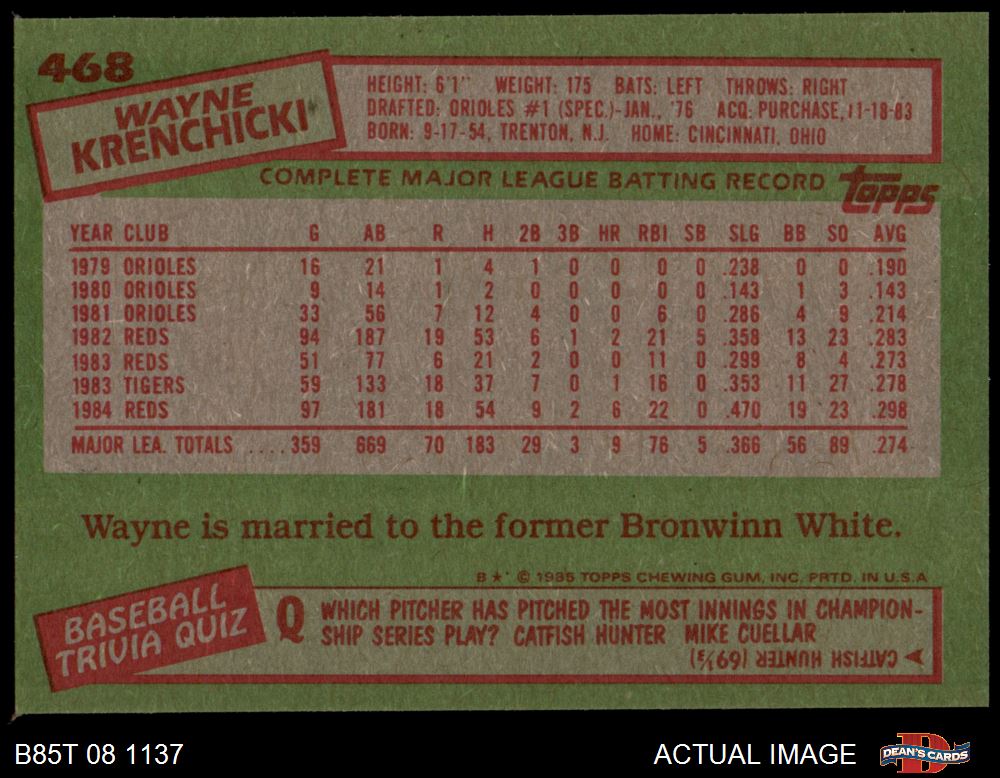 468
WAYNE
KRENCHICKI
HEIGHT: 6'1" WEIGHT: 175 BATS: LEFT THROWS: RIGHT
DRAFTED: ORIOLES #1 (SPEC.)-JAN., '76 ACQ: PURCHASE, 11-18-83
BORN: 9-17-54, TRENTON, N.J. HOME: CINCINNATI, OHIO
COMPLETE MAJOR LEAGUE BATTING RECORD topps
YEAR CLUB G AB R H 2B 3B HR RBI SB SLG BB SO AVG
1979 ORIOLES 16 21 1 4 1 0 0 0 0 .238 0 0 .190
1980 ORIOLES 9 14 1 2 0 0 0 0 0 .143 1 3 .143
1981 ORIOLES 33 56 7 12 4 0 0 6 0 .286 4 9 .214
1982 REDS 94 187 19 53 6 1 2 21 5 .358 13 23 .283
1983 REDS 51 77 6 21 2 0 0 11 0 .299 8 4 .273
1983 TIGERS 59 133 18 37 7 0 1 16 0 .353 11 27 .278
1984 REDS 97 181 18 54 9 2 6 22 0 .470 19 23 .298
MAJOR LEA. TOTALS ....359 669 70 183 29 3 9 76 5 .366 56 89 .274
Wayne is married to the former Bronwinn White.
B★ © 1985 TOPPS CHEWING GUM, INC. PRTD. IN U.S.A
BASEBALL
TRIVIA QUIZ
Q WHICH PITCHER HAS PITCHED THE MOST INNINGS IN CHAMPION-
SHIP SERIES PLAY? CATFISH HUNTER MIKE CUELLAR
CATFISH HUNTER (69⅓)
B85T 08 1137
ACTUAL IMAGE
D
DEAN'S CARDS